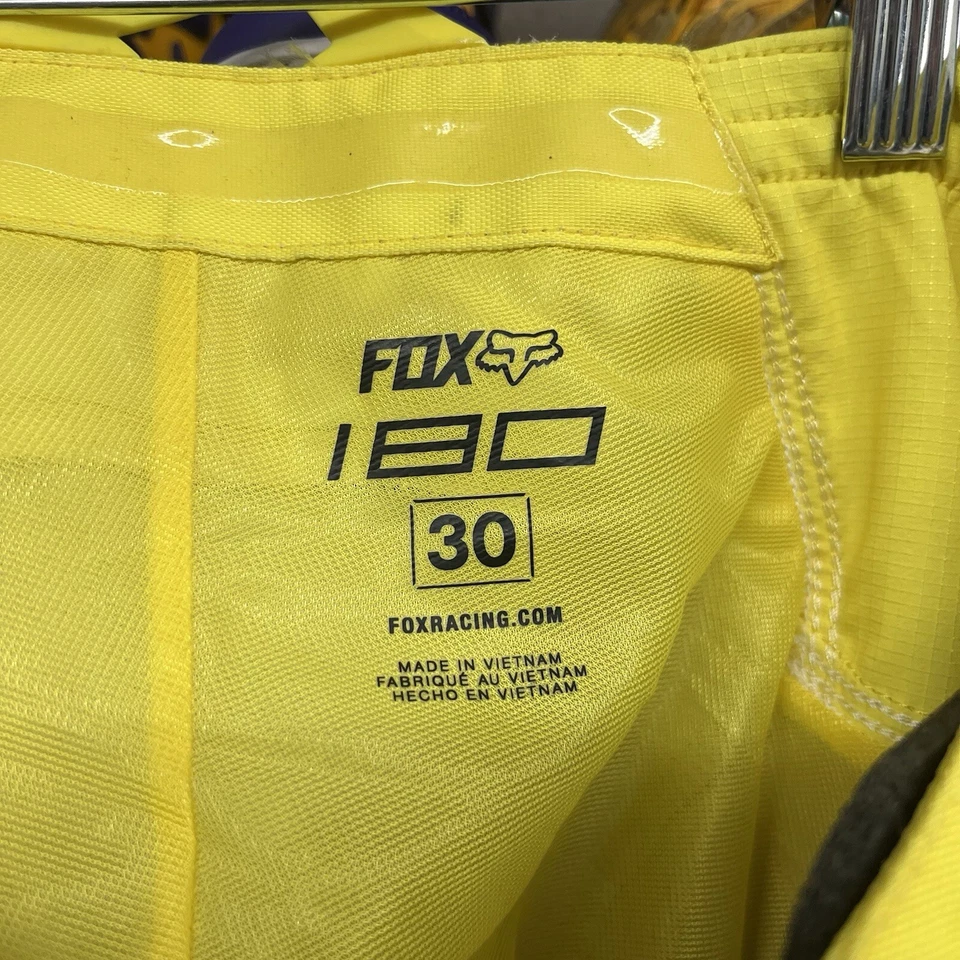 FOX
180
30
FOXRACING.COM
MADE IN VIETNAM
FABRIQUÉ AU VIETNAM
HECHO EN VIETNAM